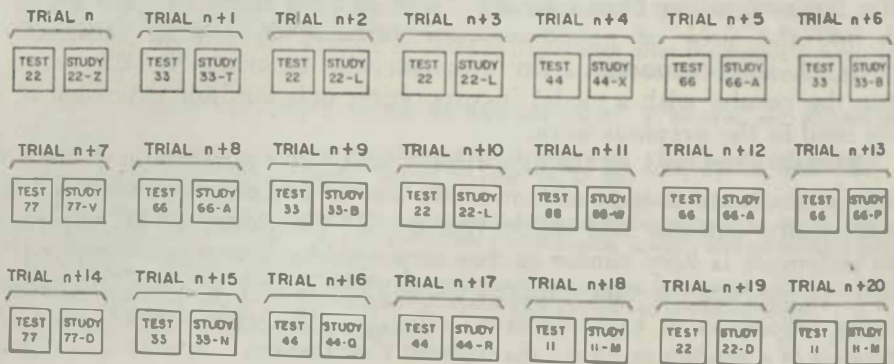 TRIAL n TRIAL n+1 TRIAL n+2 TRIAL n+3 TRIAL n+4 TRIAL n+5 TRIAL n+6
TEST STUDY TEST STUDY TEST STUDY TEST STUDY TEST STUDY TEST STUDY TEST STUDY
22 22-Z 33 33-T 22 22-L 22 22-L 44 44-X 66 66-A 33 33-B
TRIAL n+7 TRIAL n+8 TRIAL n+9 TRIAL n+10 TRIAL n+11 TRIAL n+12 TRIAL n+13
TEST STUDY TEST STUDY TEST STUDY TEST STUDY TEST STUDY TEST STUDY TEST STUDY
77 77-V 66 66-A 33 33-B 22 22-L 88 88-W 66 66-A 66 66-P
TRIAL n+14 TRIAL n+15 TRIAL n+16 TRIAL n+17 TRIAL n+18 TRIAL n+19 TRIAL n+20
TEST STUDY TEST STUDY TEST STUDY TEST STUDY TEST STUDY TEST STUDY TEST STUDY
77 77-D 33 33-N 44 44-Q 44 44-R 11 11-M 22 22-D 11 11-M